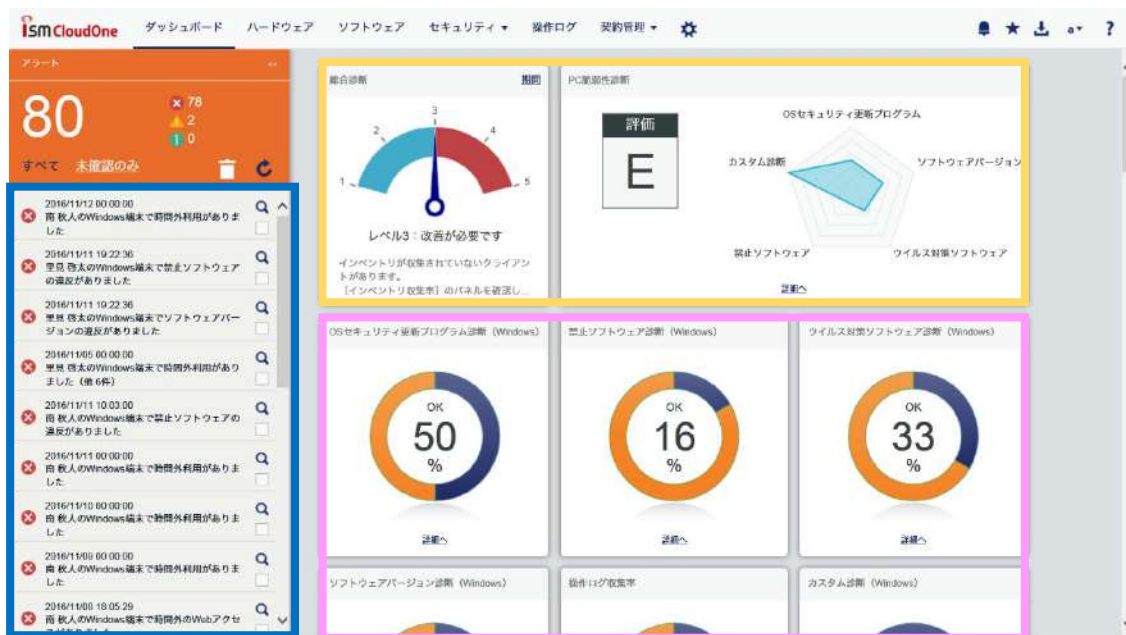 ism CloudOne
ダッシュボード ハードウェア ソフトウェア セキュリティ 操作ログ 契約管理 a ?
アラート <<
80
78
2
0
すべて 未確認のみ
2016/11/12 00:00:00
南 秋人のWindows端末で時間外利用がありま
した
2016/11/11 19:22:36
里見 啓太のWindows端末で禁止ソフトウェア
の違反がありました
2016/11/11 19:22:36
里見 啓太のWindows端末でソフトウェアバー
ジョンの違反がありました
2016/11/05 00:00:00
里見 啓太のWindows端末で時間外利用があり
ました（他 6件）
2016/11/11 10:03:00
南 秋人のWindows端末で禁止ソフトウェアの
違反がありました
2016/11/11 00:00:00
南 秋人のWindows端末で時間外利用がありま
した
2016/11/10 00:00:00
南 秋人のWindows端末で時間外利用がありま
した
2016/11/09 00:00:00
南 秋人のWindows端末で時間外利用がありま
した
2016/11/08 18:05:29
南 秋人のWindows端末で時間外のWebアクセ
総合診断 期間
1 2 3 4 5
レベル3：改善が必要です
インベントリが収集されていないクライアン
トがあります。
［インベントリ収集率］のパネルを確認し...
PC脆弱性診断
評価
E
OSセキュリティ更新プログラム
カスタム診断
ソフトウェアバージョン
禁止ソフトウェア
ウイルス対策ソフトウェア
詳細へ
OSセキュリティ更新プログラム診断（Windows）
OK
50
%
詳細へ
禁止ソフトウェア診断（Windows）
OK
16
%
詳細へ
ウイルス対策ソフトウェア診断（Windows）
OK
33
%
詳細へ
ソフトウェアバージョン診断（Windows）
操作ログ収集率
カスタム診断（Windows）